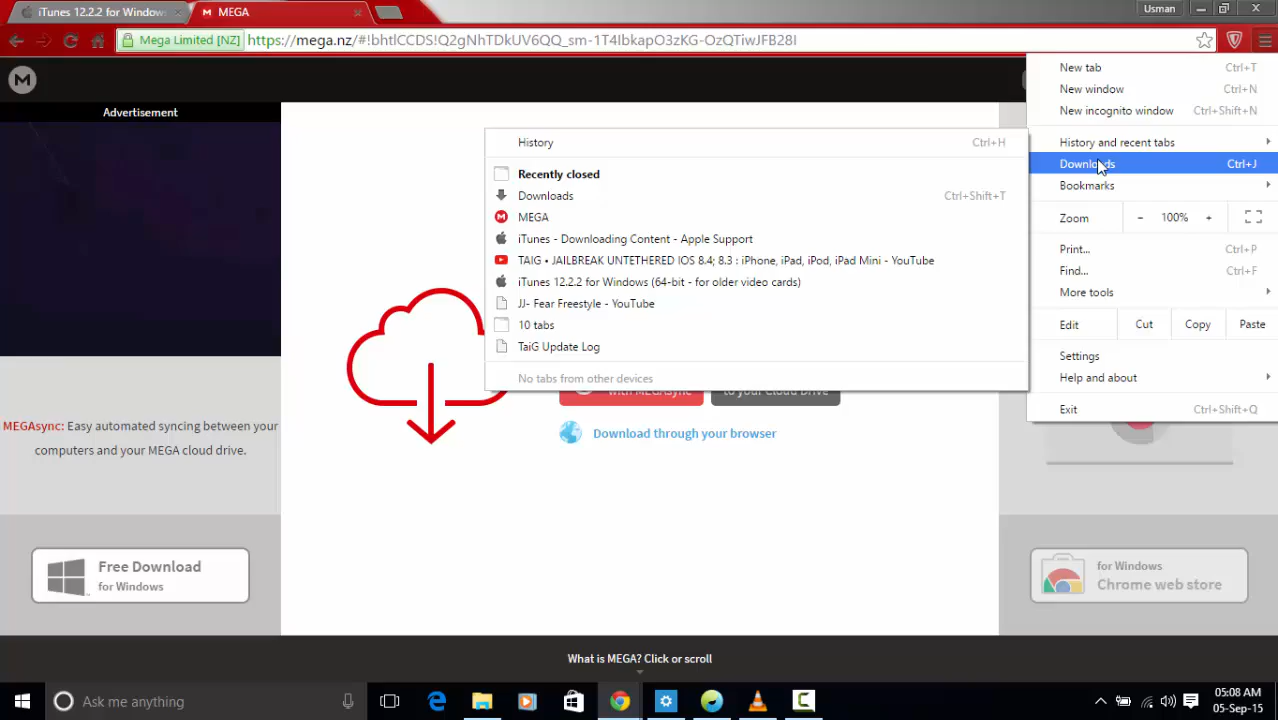 iTunes 12.2.2 for Windows
MEGA
Usman
Mega Limited [NZ]
M
Advertisement
MEGAsync: Easy automated syncing between your
computers and your MEGA cloud drive.
Free Download
for Windows
History Ctrl+H
Recently closed
Downloads Ctrl+Shift+T
MEGA
iTunes - Downloading Content - Apple Support
TAIG • JAILBREAK UNTETHERED IOS 8.4; 8.3 : iPhone, iPad, iPod, iPad Mini - YouTube
iTunes 12.2.2 for Windows (64-bit - for older video cards)
JJ- Fear Freestyle - YouTube
10 tabs
TaiG Update Log
No tabs from other devices
with MEGAsync
to your Cloud Drive
Download through your browser
New tab Ctrl+T
New window Ctrl+N
New incognito window Ctrl+Shift+N
History and recent tabs
Downloads Ctrl+J
Bookmarks
Zoom - 100% +
Print... Ctrl+P
Find... Ctrl+F
More tools
Edit Cut Copy Paste
Settings
Help and about
Exit Ctrl+Shift+Q
for Windows
Chrome web store
What is MEGA? Click or scroll
Ask me anything
05:08 AM
05-Sep-15